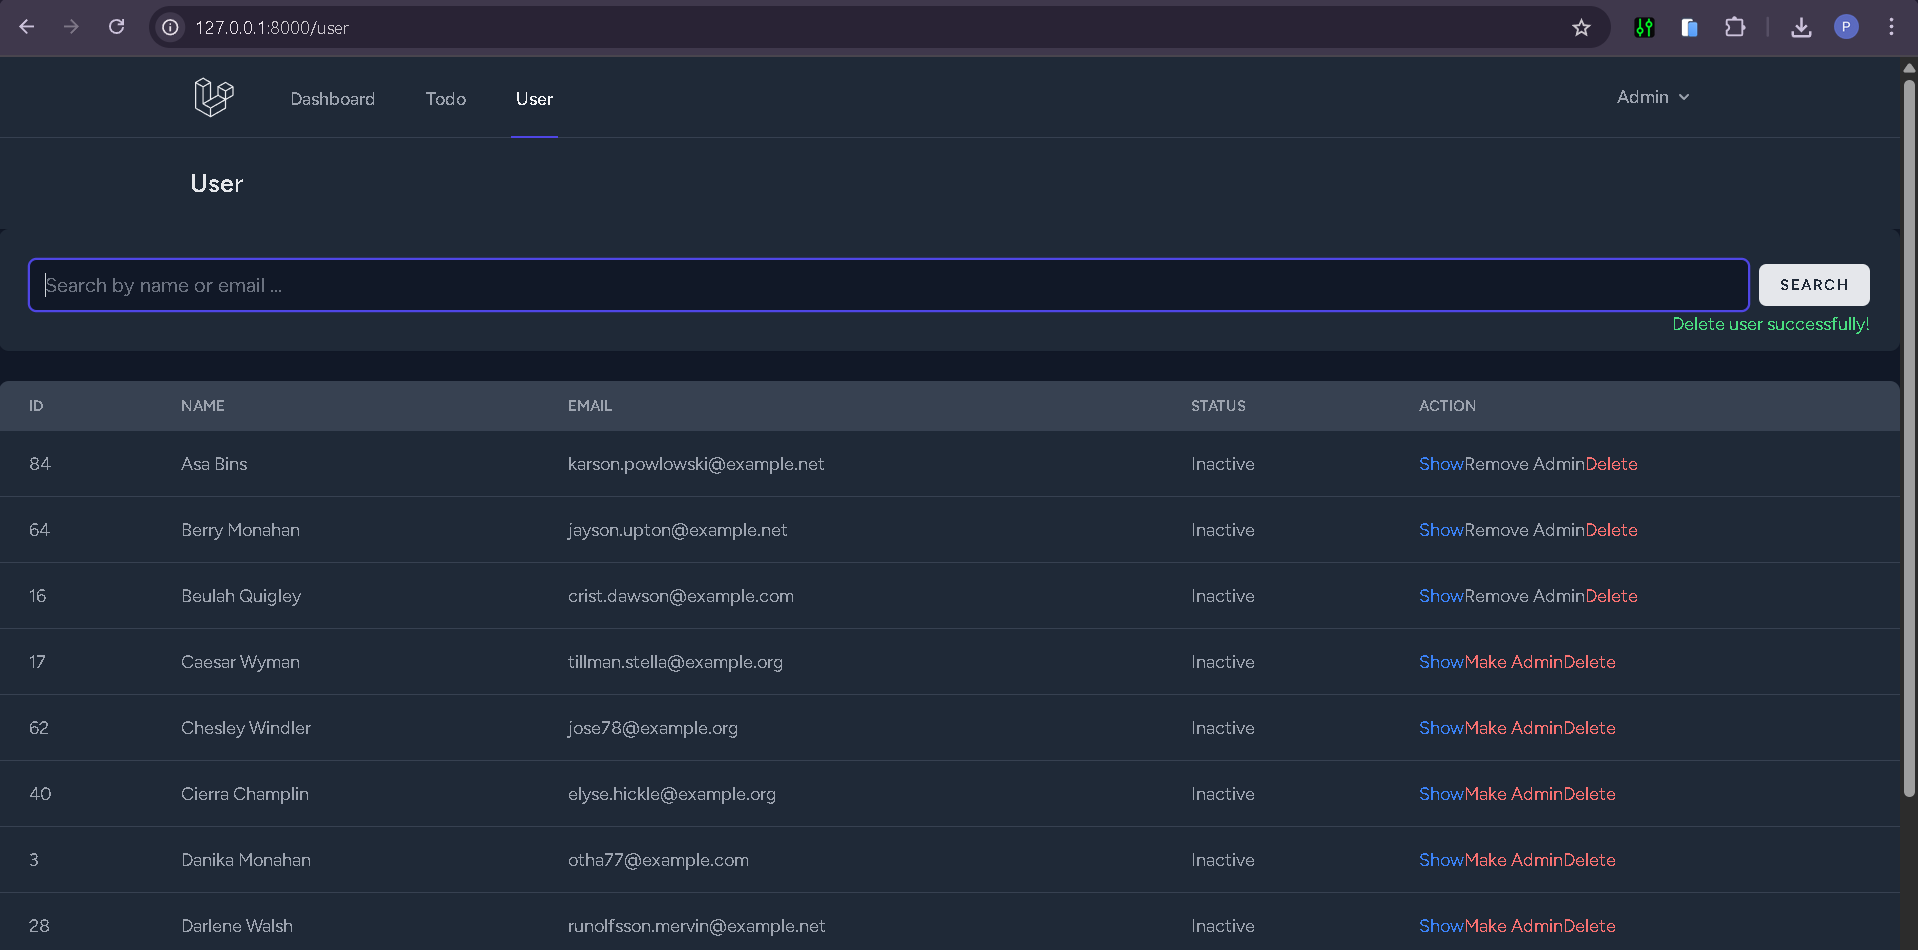 127.0.0.1:8000/user
P
Dashboard Todo User Admin
User
Search by name or email ... SEARCH
Delete user successfully!
ID NAME EMAIL STATUS ACTION
84 Asa Bins karson.powlowski@example.net Inactive ShowRemove AdminDelete
64 Berry Monahan jayson.upton@example.net Inactive ShowRemove AdminDelete
16 Beulah Quigley crist.dawson@example.com Inactive ShowRemove AdminDelete
17 Caesar Wyman tillman.stella@example.org Inactive ShowMake AdminDelete
62 Chesley Windler jose78@example.org Inactive ShowMake AdminDelete
40 Cierra Champlin elyse.hickle@example.org Inactive ShowMake AdminDelete
3 Danika Monahan otha77@example.com Inactive ShowMake AdminDelete
28 Darlene Walsh runolfsson.mervin@example.net Inactive ShowMake AdminDelete